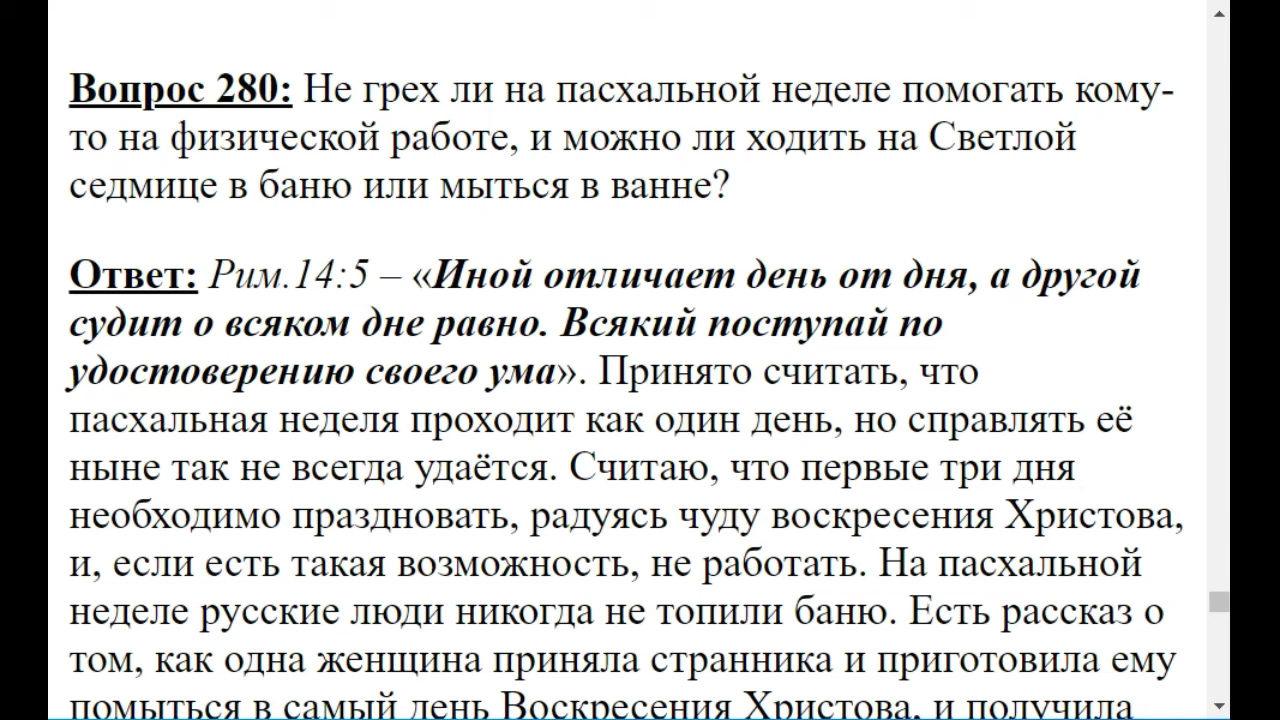 Вопрос 280: Не грех ли на пасхальной неделе помогать кому-
то на физической работе, и можно ли ходить на Светлой
седмице в баню или мыться в ванне?
Ответ: Рим.14:5 – «Иной отличает день от дня, а другой
судит о всяком дне равно. Всякий поступай по
удостоверению своего ума». Принято считать, что
пасхальная неделя проходит как один день, но справлять её
ныне так не всегда удаётся. Считаю, что первые три дня
необходимо праздновать, радуясь чуду воскресения Христова,
и, если есть такая возможность, не работать. На пасхальной
неделе русские люди никогда не топили баню. Есть рассказ о
том, как одна женщина приняла странника и приготовила ему
помыться в самый день Воскресения Христова, и получила